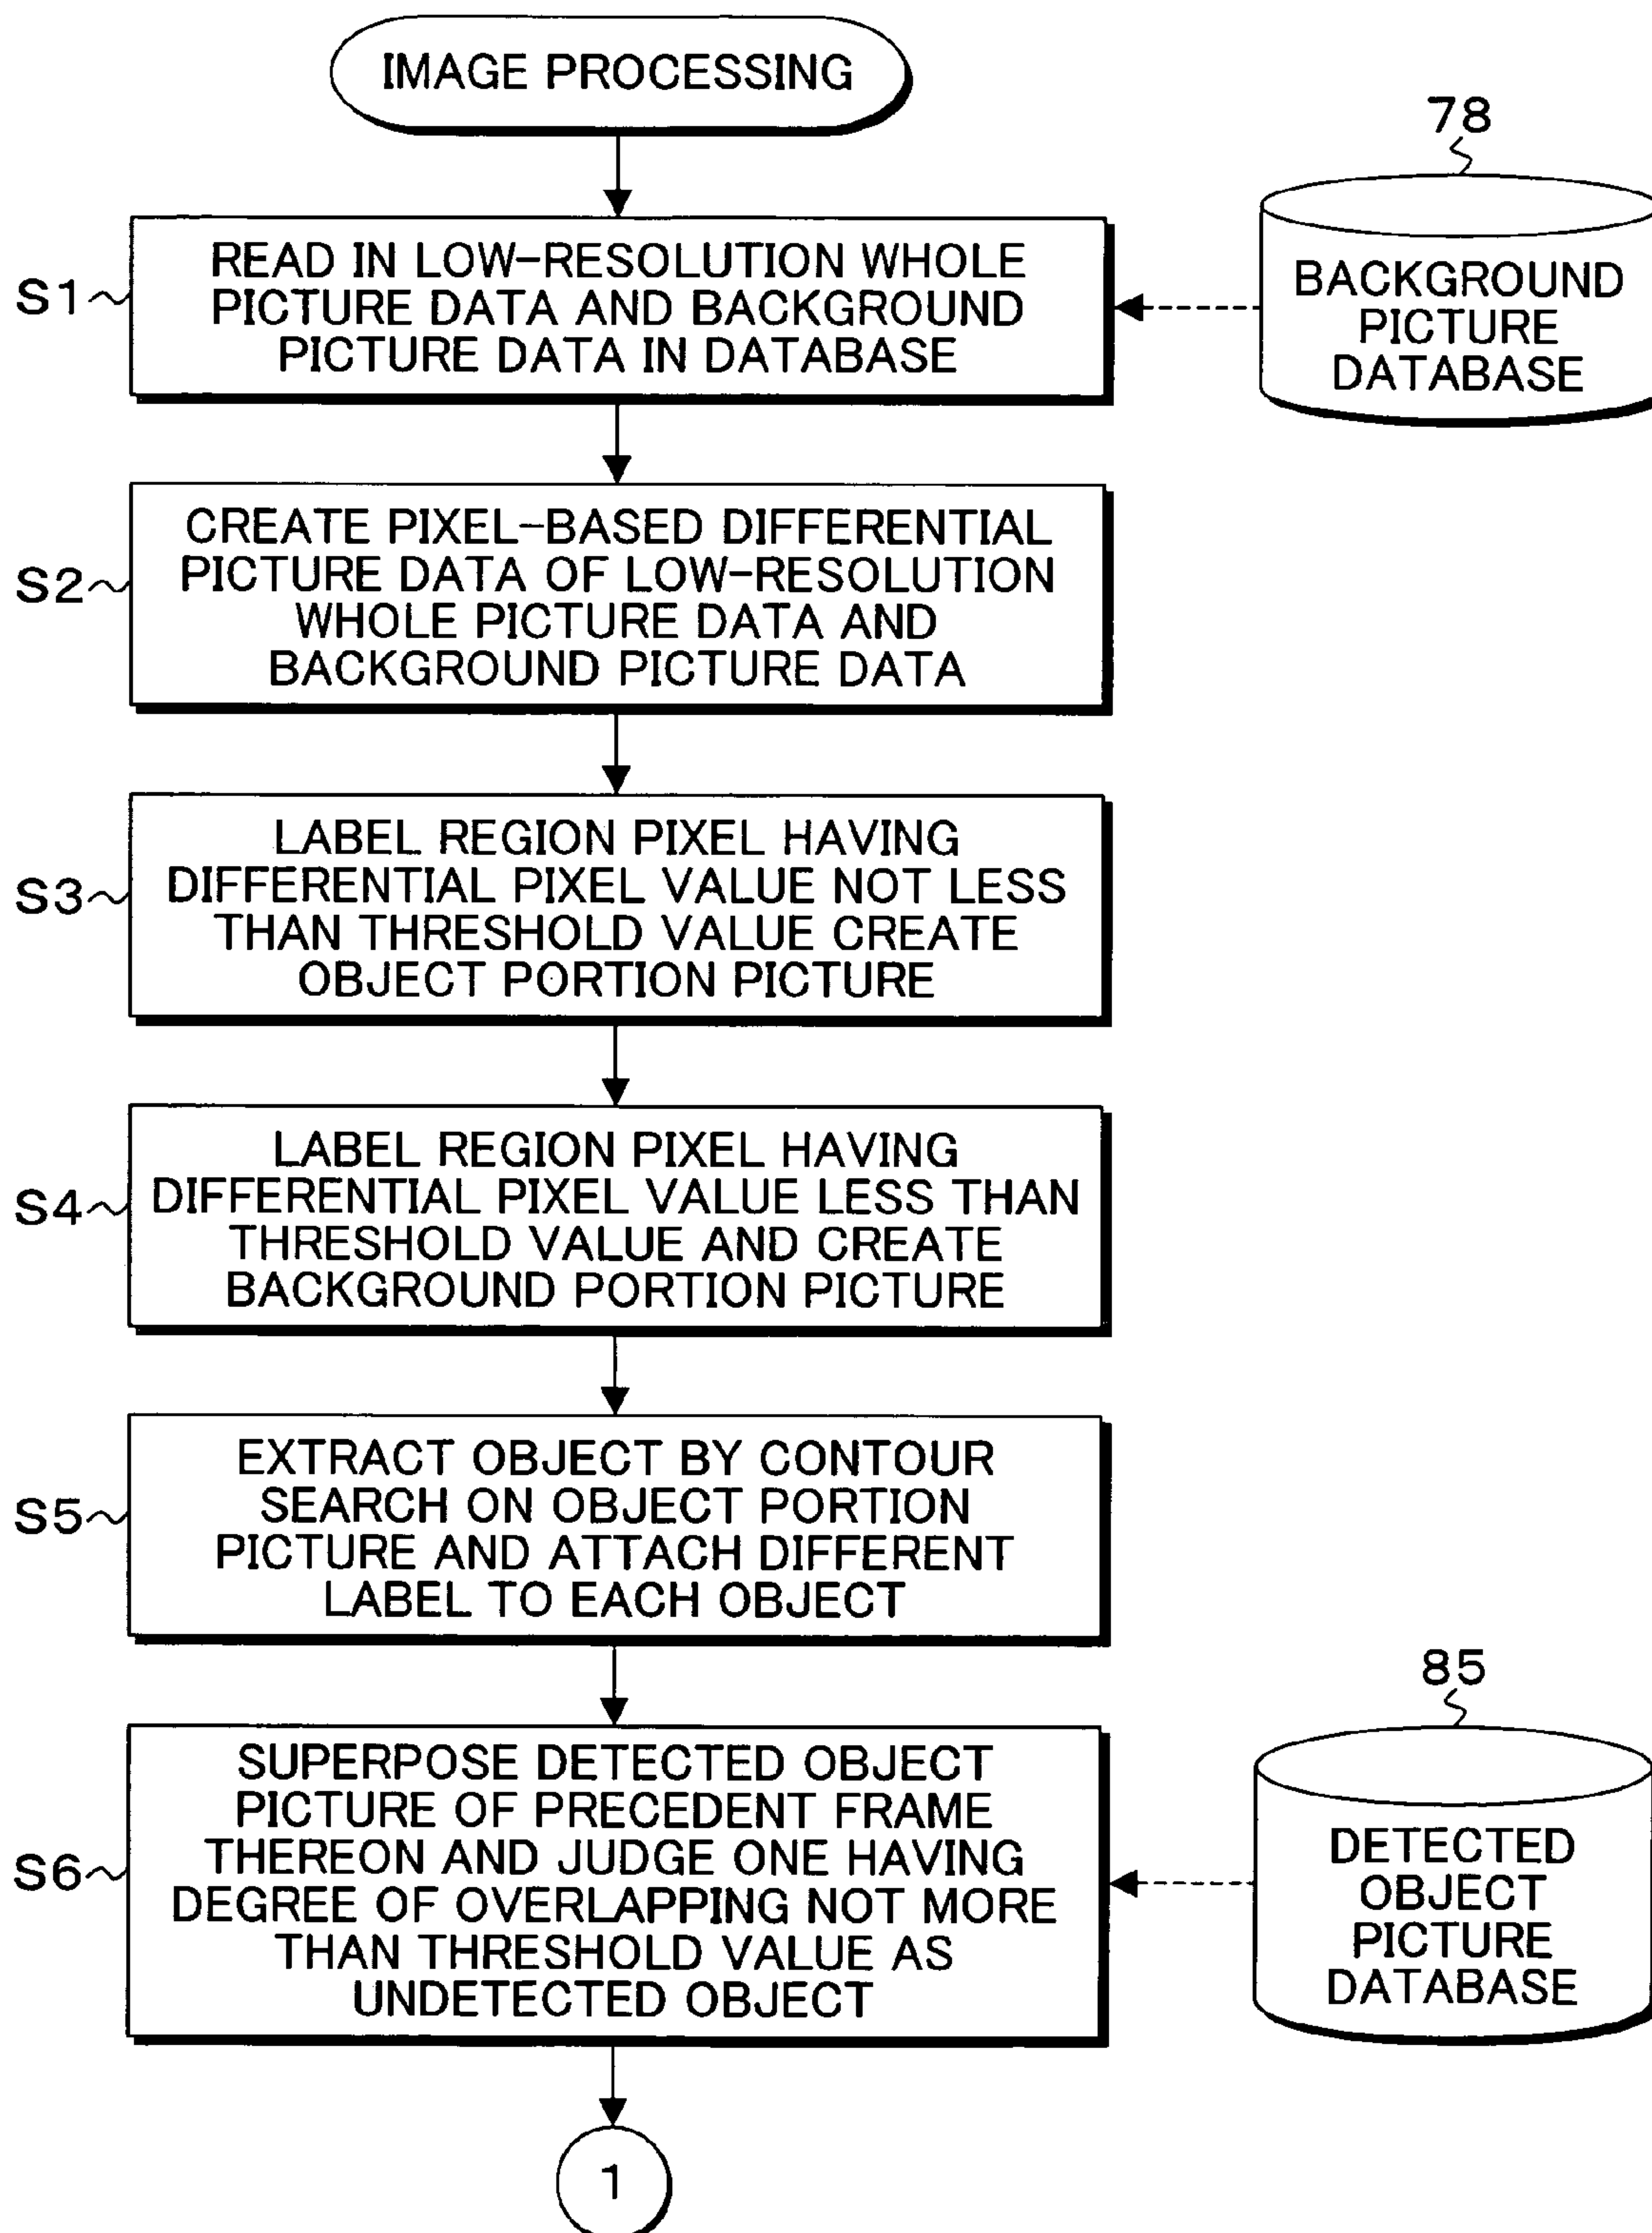 IMAGE PROCESSING
78
S1
READ IN LOW-RESOLUTION WHOLE
PICTURE DATA AND BACKGROUND
PICTURE DATA IN DATABASE
BACKGROUND
PICTURE
DATABASE
S2
CREATE PIXEL-BASED DIFFERENTIAL
PICTURE DATA OF LOW-RESOLUTION
WHOLE PICTURE DATA AND
BACKGROUND PICTURE DATA
S3
LABEL REGION PIXEL HAVING
DIFFERENTIAL PIXEL VALUE NOT LESS
THAN THRESHOLD VALUE CREATE
OBJECT PORTION PICTURE
S4
LABEL REGION PIXEL HAVING
DIFFERENTIAL PIXEL VALUE LESS THAN
THRESHOLD VALUE AND CREATE
BACKGROUND PORTION PICTURE
S5
EXTRACT OBJECT BY CONTOUR
SEARCH ON OBJECT PORTION
PICTURE AND ATTACH DIFFERENT
LABEL TO EACH OBJECT
85
S6
SUPERPOSE DETECTED OBJECT
PICTURE OF PRECEDENT FRAME
THEREON AND JUDGE ONE HAVING
DEGREE OF OVERLAPPING NOT MORE
THAN THRESHOLD VALUE AS
UNDETECTED OBJECT
DETECTED
OBJECT
PICTURE
DATABASE
1